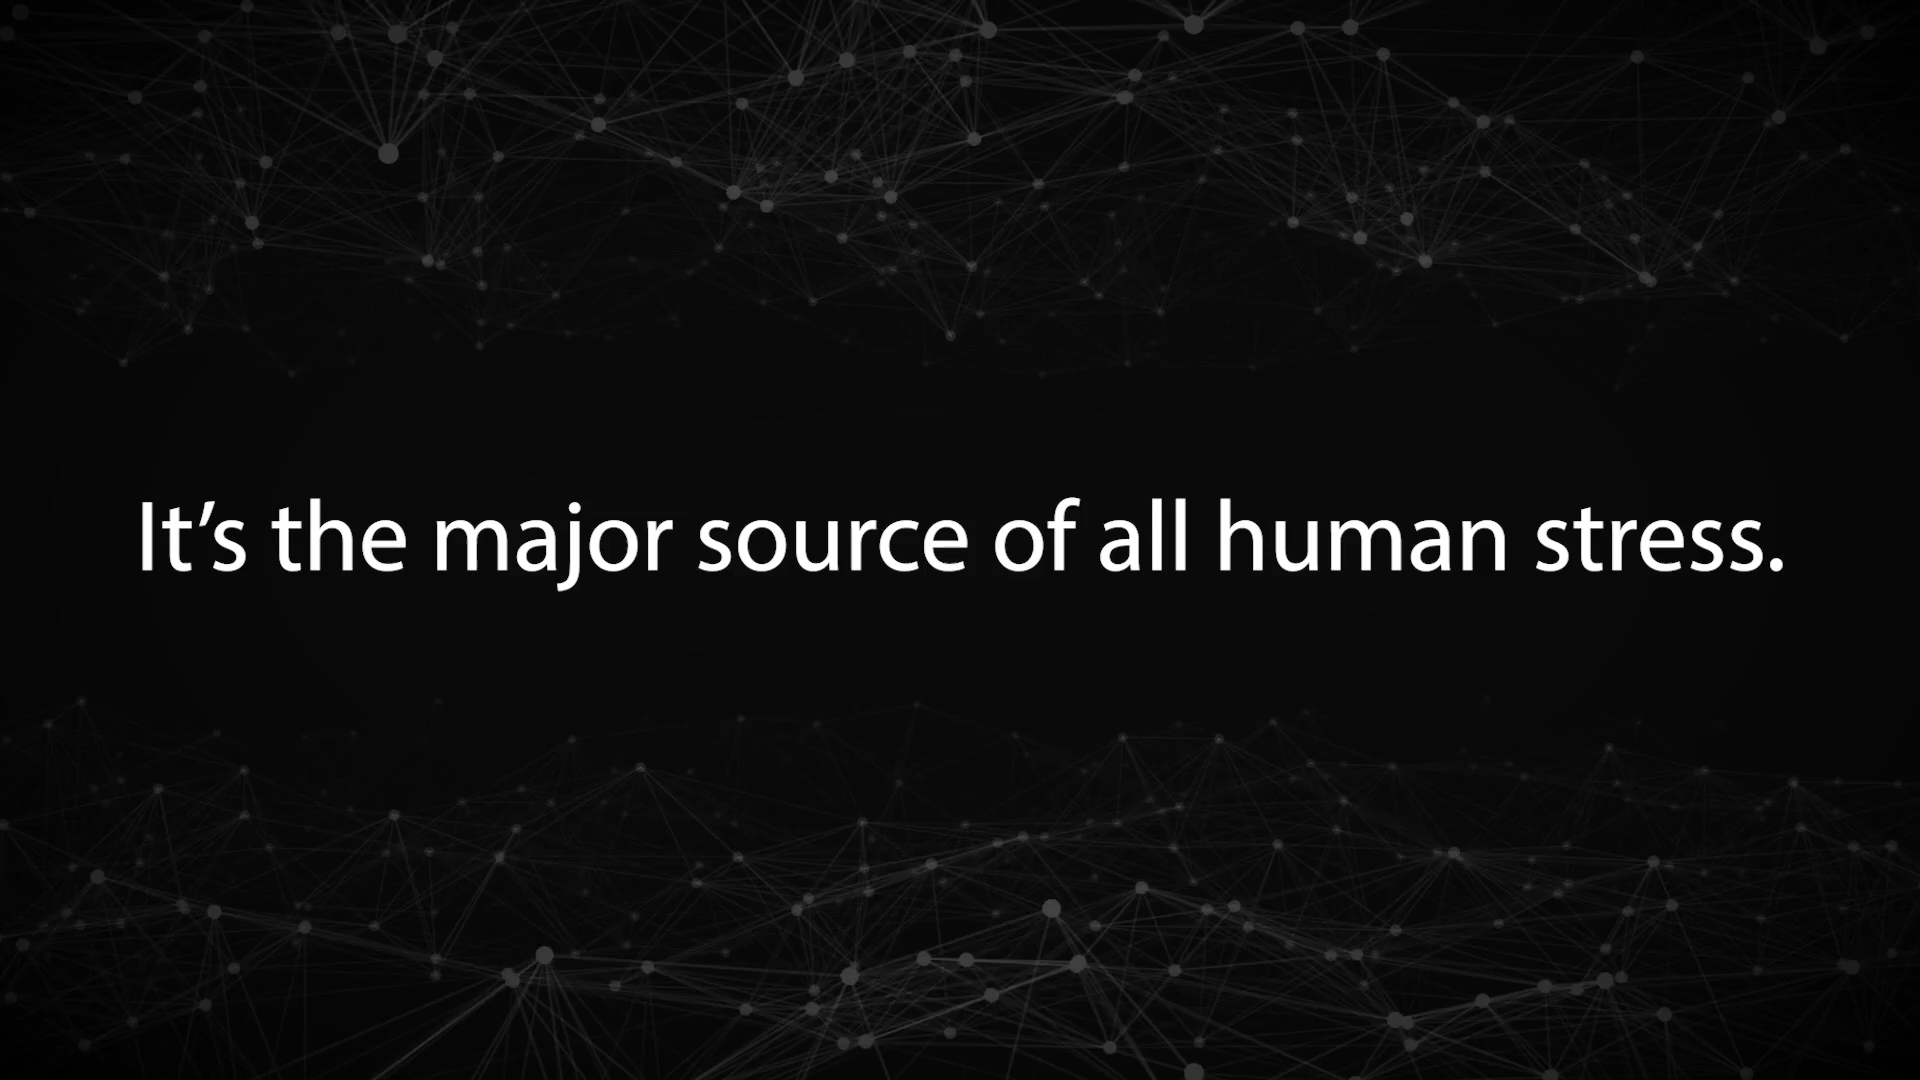 It’s the major source of all human stress.